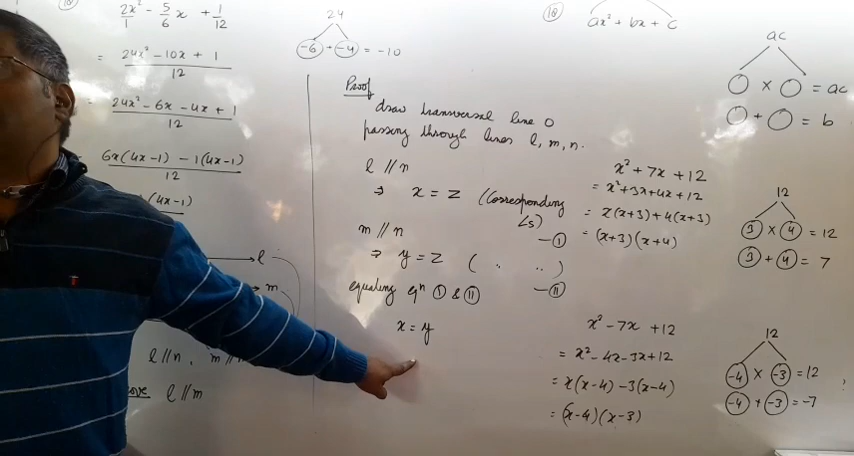 2x² - 5/6 x + 1/12
1
= 24x² - 10x + 1
12
24x² - 6x - 4x + 1
12
6x(4x-1) - 1(4x-1)
12
(4x-1)
l
m
l // n ,
l // m
24
-6 + -4 = -10
Proof
draw transversal line o
passing through lines l, m, n.
l // n
⇒ x = z (Corresponding
∠s) — ①
m // n
⇒ y = z ( ,, ,, )
— ⑪
equaling eqⁿ ① & ⑪
x = y
18
ax² + bx + c
x² + 7x + 12
= x² + 3x + 4x + 12
= x(x+3) + 4(x+3)
= (x+3)(x+4)
x² - 7x + 12
= x² - 4x - 3x + 12
= x(x-4) - 3(x-4)
= (x-4)(x-3)
ac
○ × ○ = ac
○ + ○ = b
12
3 × 4 = 12
3 + 4 = 7
12
-4 × -3 = 12
-4 + -3 = -7